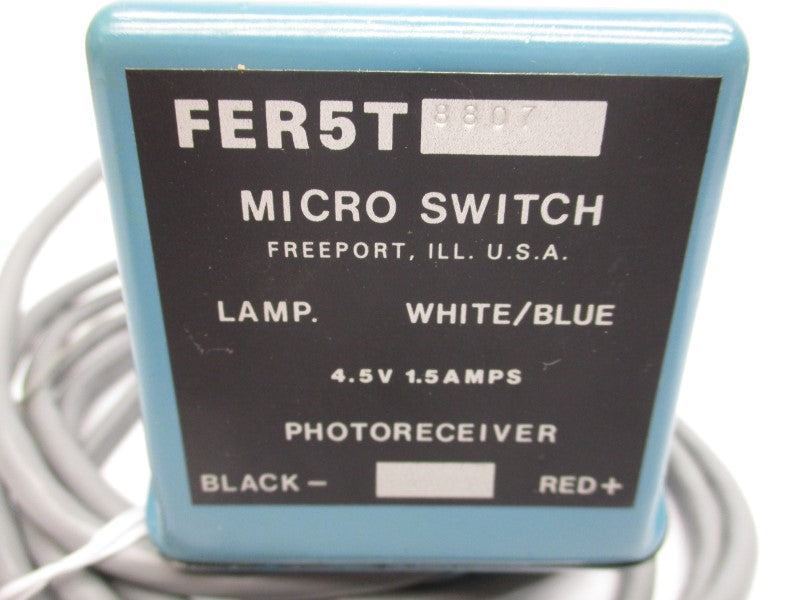 FER5T 8807
MICRO SWITCH
FREEPORT, ILL. U.S.A.
LAMP. WHITE/BLUE
4.5V 1.5AMPS
PHOTORECEIVER
BLACK – RED+